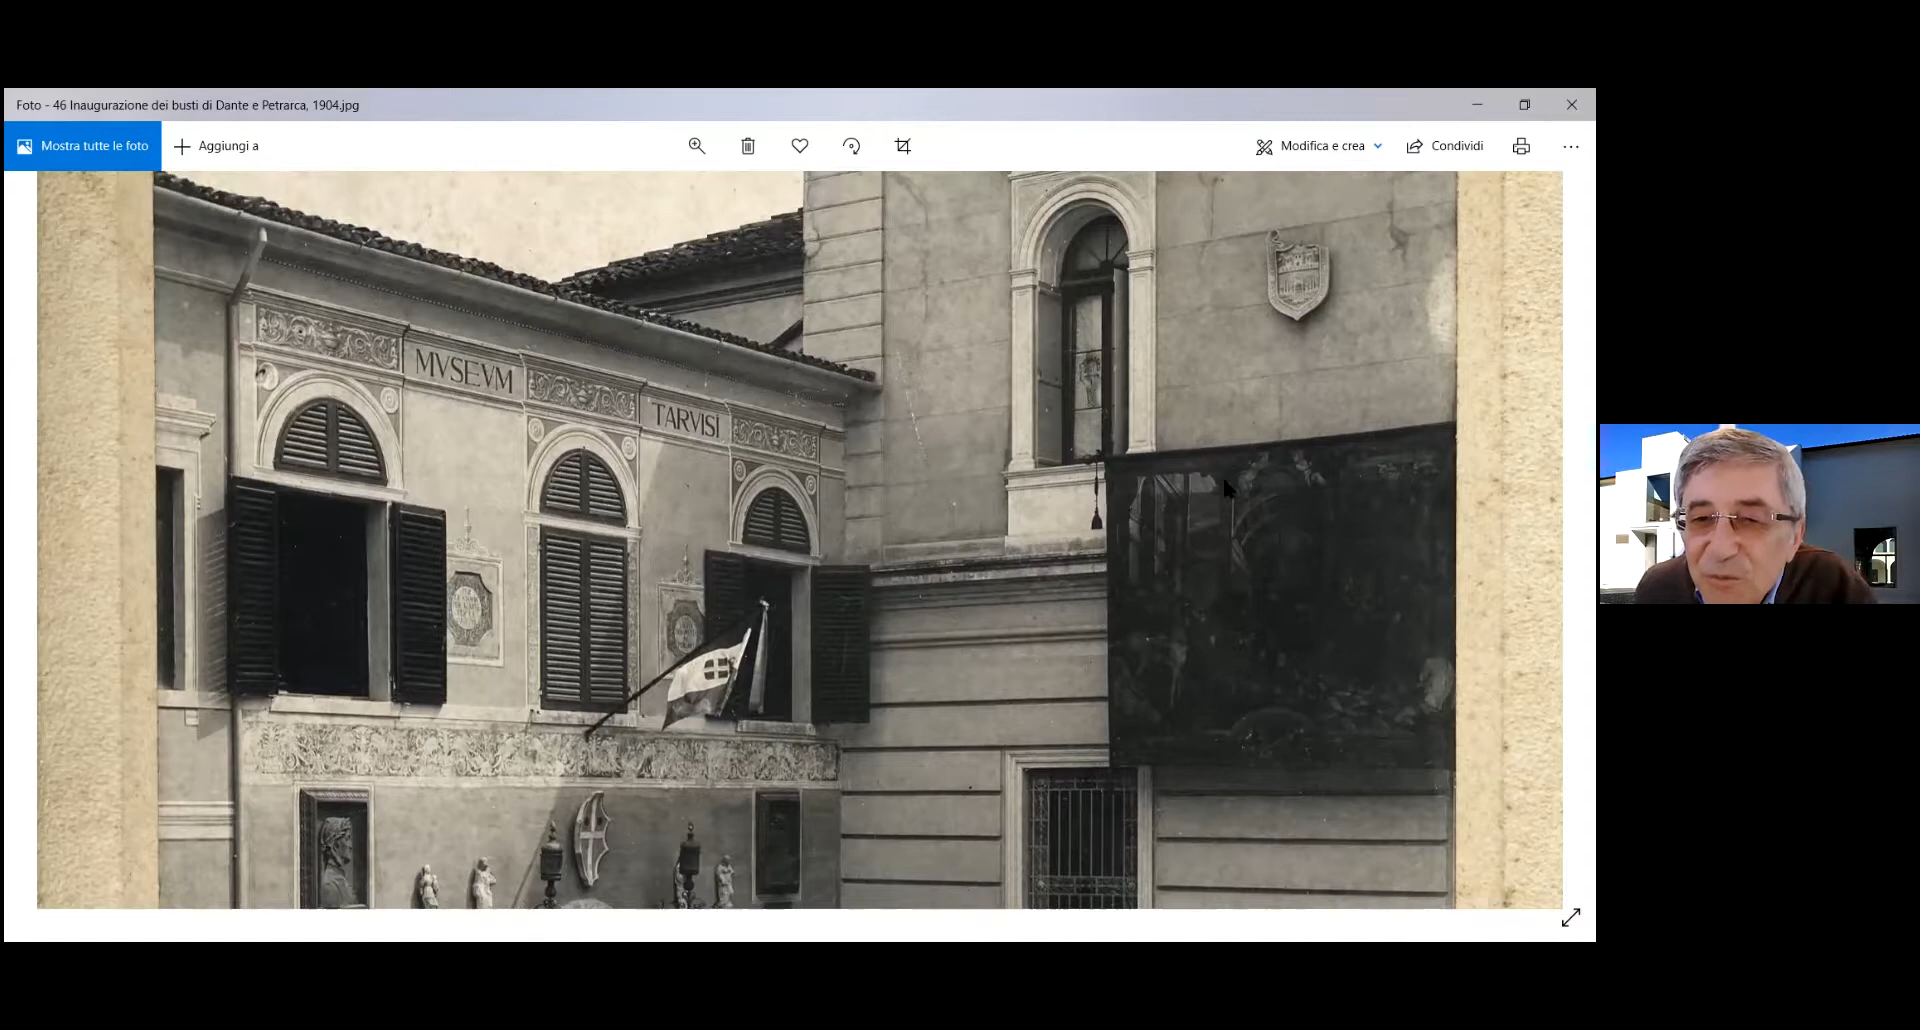 Foto - 46 Inaugurazione dei busti di Dante e Petrarca, 1904.jpg
Mostra tutte le foto
Aggiungi a
Modifica e crea
Condividi
MVSEVM
TARVISI